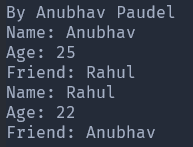 By Anubhav Paudel
Name: Anubhav
Age: 25
Friend: Rahul
Name: Rahul
Age: 22
Friend: Anubhav